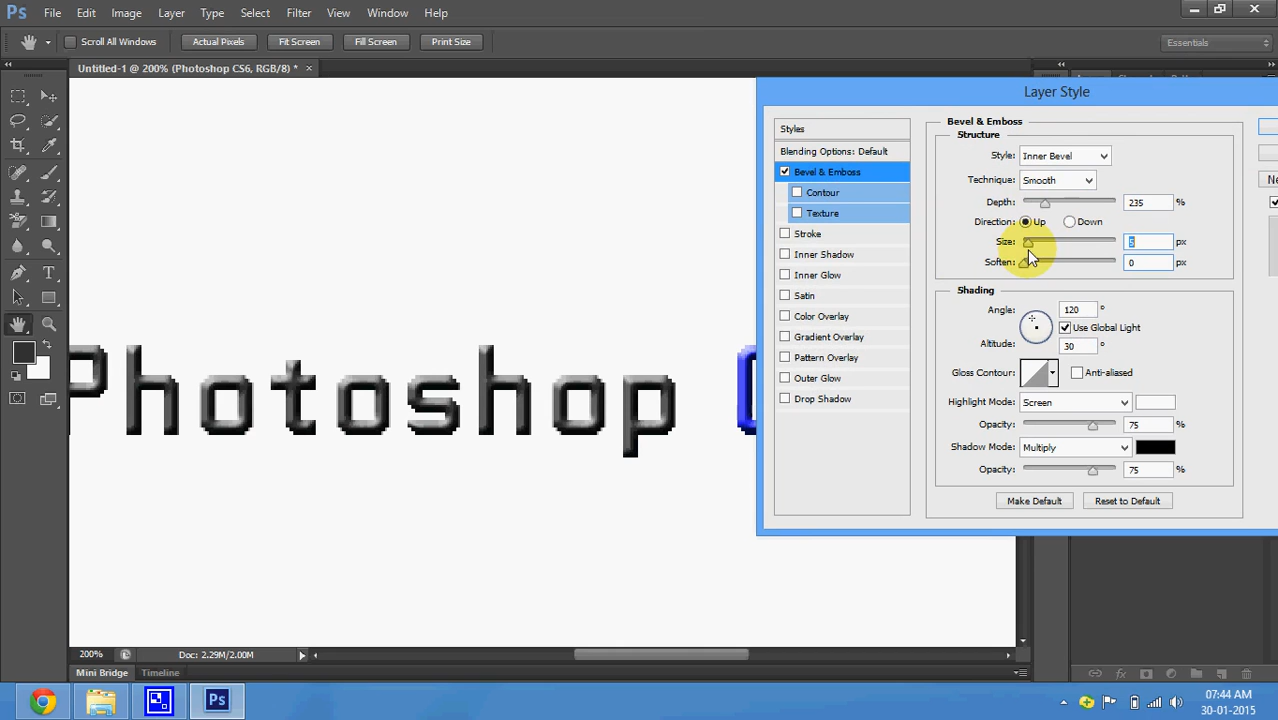 Ps File Edit Image Layer Type Select Filter View Window Help
Scroll All Windows Actual Pixels Fit Screen Fill Screen Print Size Essentials
Untitled-1 @ 200% (Photoshop CS6, RGB/8) * ×
Photoshop
Layer Style
Styles
Blending Options: Default
Bevel & Emboss
Contour
Texture
Stroke
Inner Shadow
Inner Glow
Satin
Color Overlay
Gradient Overlay
Pattern Overlay
Outer Glow
Drop Shadow
Bevel & Emboss
Structure
Style: Inner Bevel
Technique: Smooth
Depth: 235 %
Direction: Up Down
Size: 5 px
Soften: 0 px
Shading
Angle: 120 °
Use Global Light
Altitude: 30 °
Gloss Contour: Anti-aliased
Highlight Mode: Screen
Opacity: 75 %
Shadow Mode: Multiply
Opacity: 75 %
Make Default Reset to Default
200% Doc: 2.29M/2.00M
Mini Bridge Timeline
Ps
07:44 AM
30-01-2015